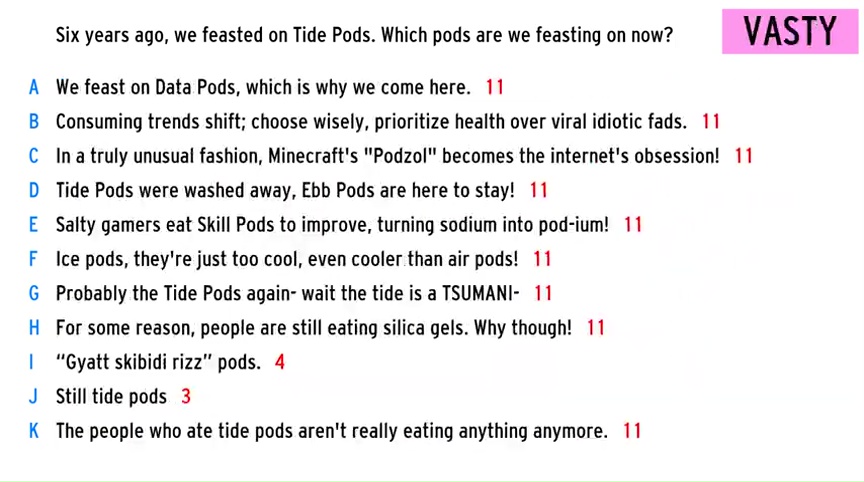 Six years ago, we feasted on Tide Pods. Which pods are we feasting on now?
VASTY
A We feast on Data Pods, which is why we come here. 11
B Consuming trends shift; choose wisely, prioritize health over viral idiotic fads. 11
C In a truly unusual fashion, Minecraft's "Podzol" becomes the internet's obsession! 11
D Tide Pods were washed away, Ebb Pods are here to stay! 11
E Salty gamers eat Skill Pods to improve, turning sodium into pod-ium! 11
F Ice pods, they're just too cool, even cooler than air pods! 11
G Probably the Tide Pods again- wait the tide is a TSUMANI- 11
H For some reason, people are still eating silica gels. Why though! 11
I “Gyatt skibidi rizz” pods. 4
J Still tide pods 3
K The people who ate tide pods aren't really eating anything anymore. 11